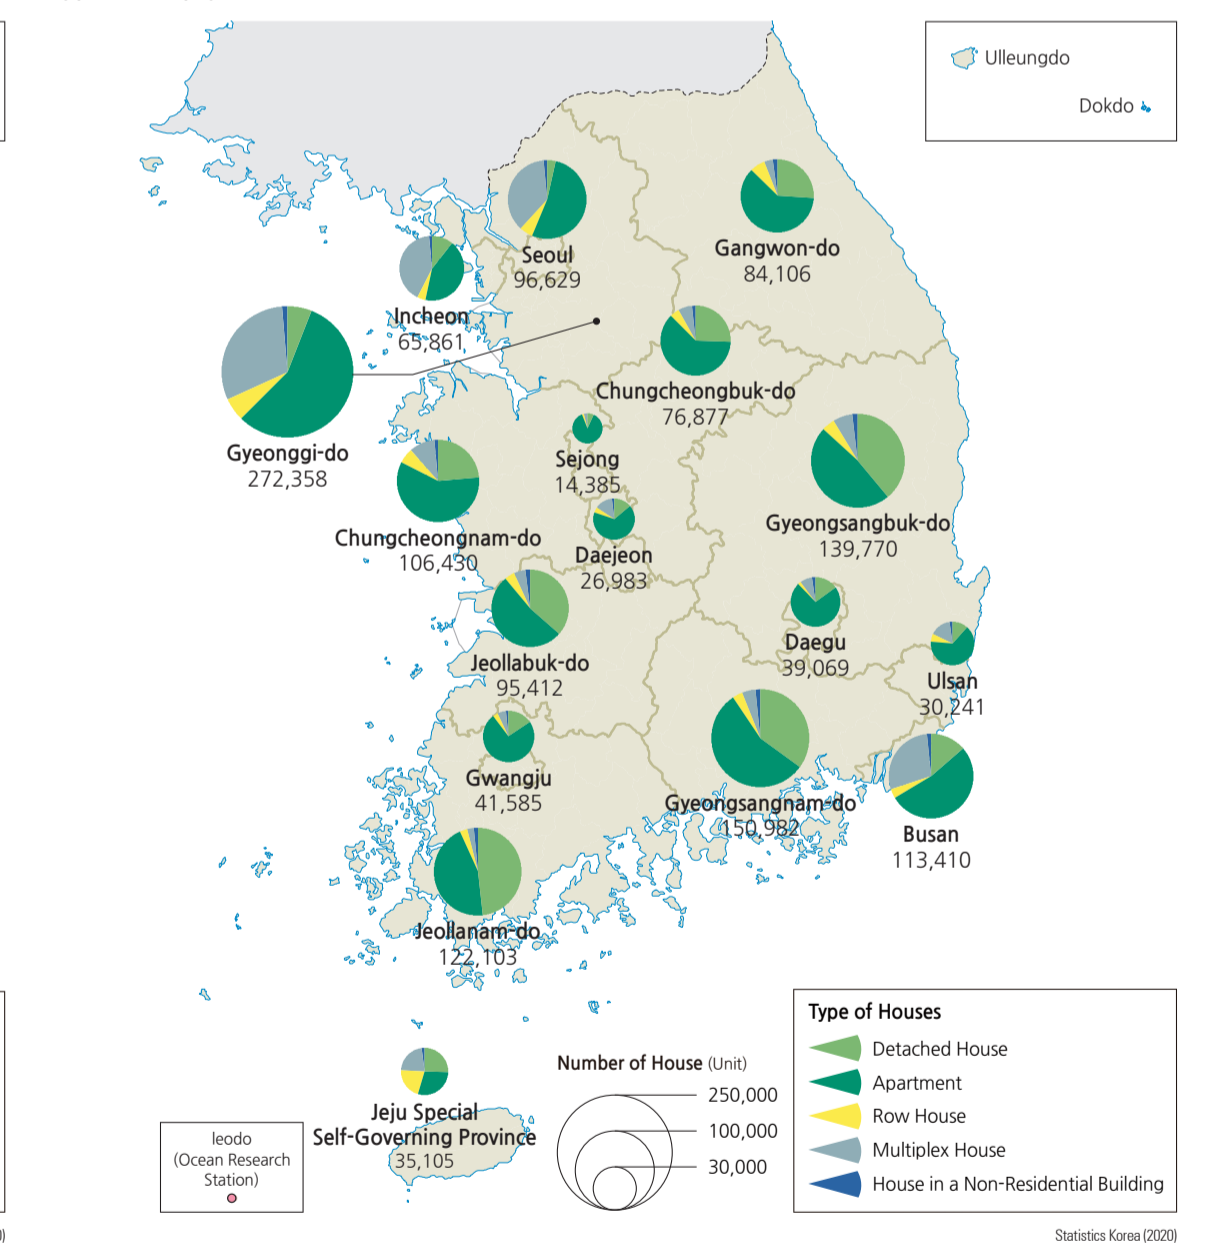 Ulleungdo
Dokdo
Seoul
96,629
Gangwon-do
84,106
Incheon
65,861
Chungcheongbuk-do
76,877
Gyeonggi-do
272,358
Sejong
14,385
Chungcheongnam-do
106,430
Gyeongsangbuk-do
139,770
Daejeon
26,983
Jeollabuk-do
95,412
Daegu
39,069
Ulsan
30,241
Gwangju
41,585
Gyeongsangnam-do
150,982
Busan
113,410
Jeollanam-do
122,103
Jeju Special
Self-Governing Province
35,105
Ieodo
(Ocean Research
Station)
Number of House (Unit)
250,000
100,000
30,000
Type of Houses
Detached House
Apartment
Row House
Multiplex House
House in a Non-Residential Building
Statistics Korea (2020)